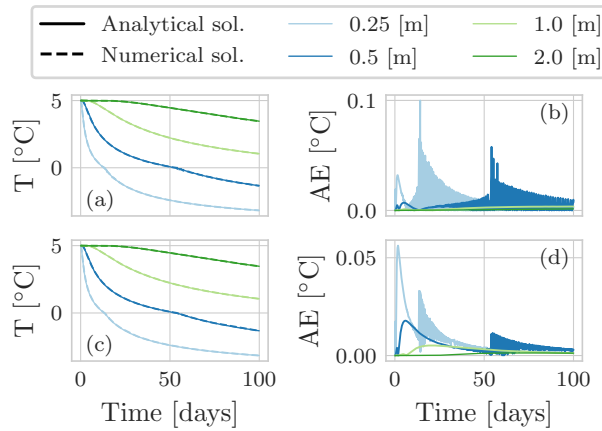 Analytical sol.
Numerical sol.
0.25 [m]
0.5 [m]
1.0 [m]
2.0 [m]
T [°C]
5
0
(a)
AE [°C]
0.1
0.0
(b)
T [°C]
5
0
(c)
0
50
100
Time [days]
AE [°C]
0.05
0.00
(d)
0
50
100
Time [days]